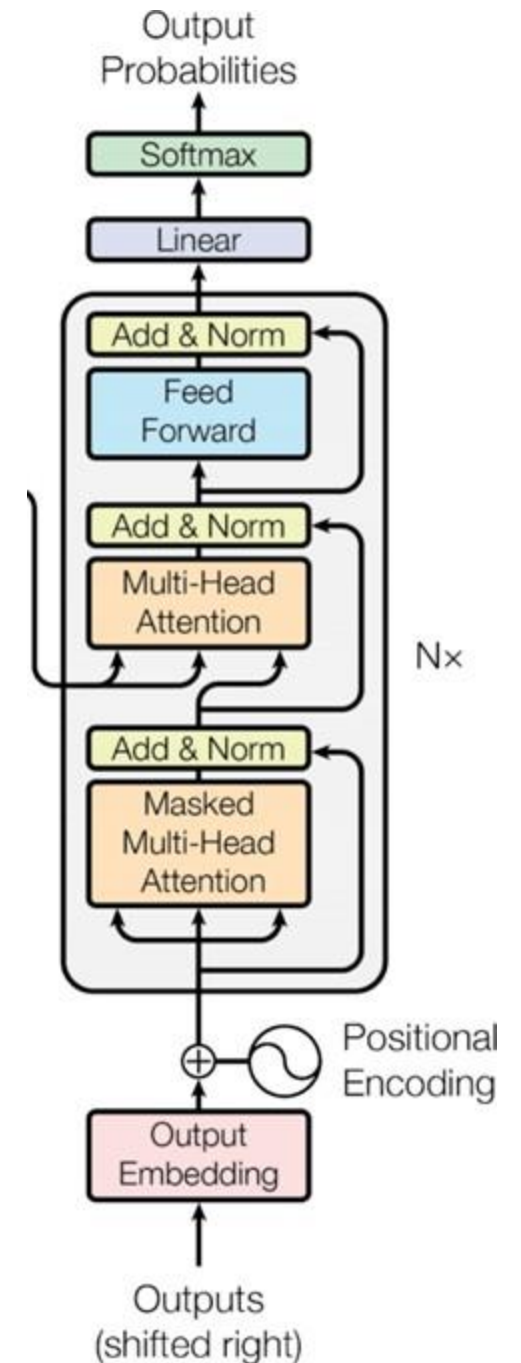 Output
Probabilities
Softmax
Linear
Add & Norm
Feed
Forward
Add & Norm
Multi-Head
Attention
N×
Add & Norm
Masked
Multi-Head
Attention
Positional
Encoding
Output
Embedding
Outputs
(shifted right)